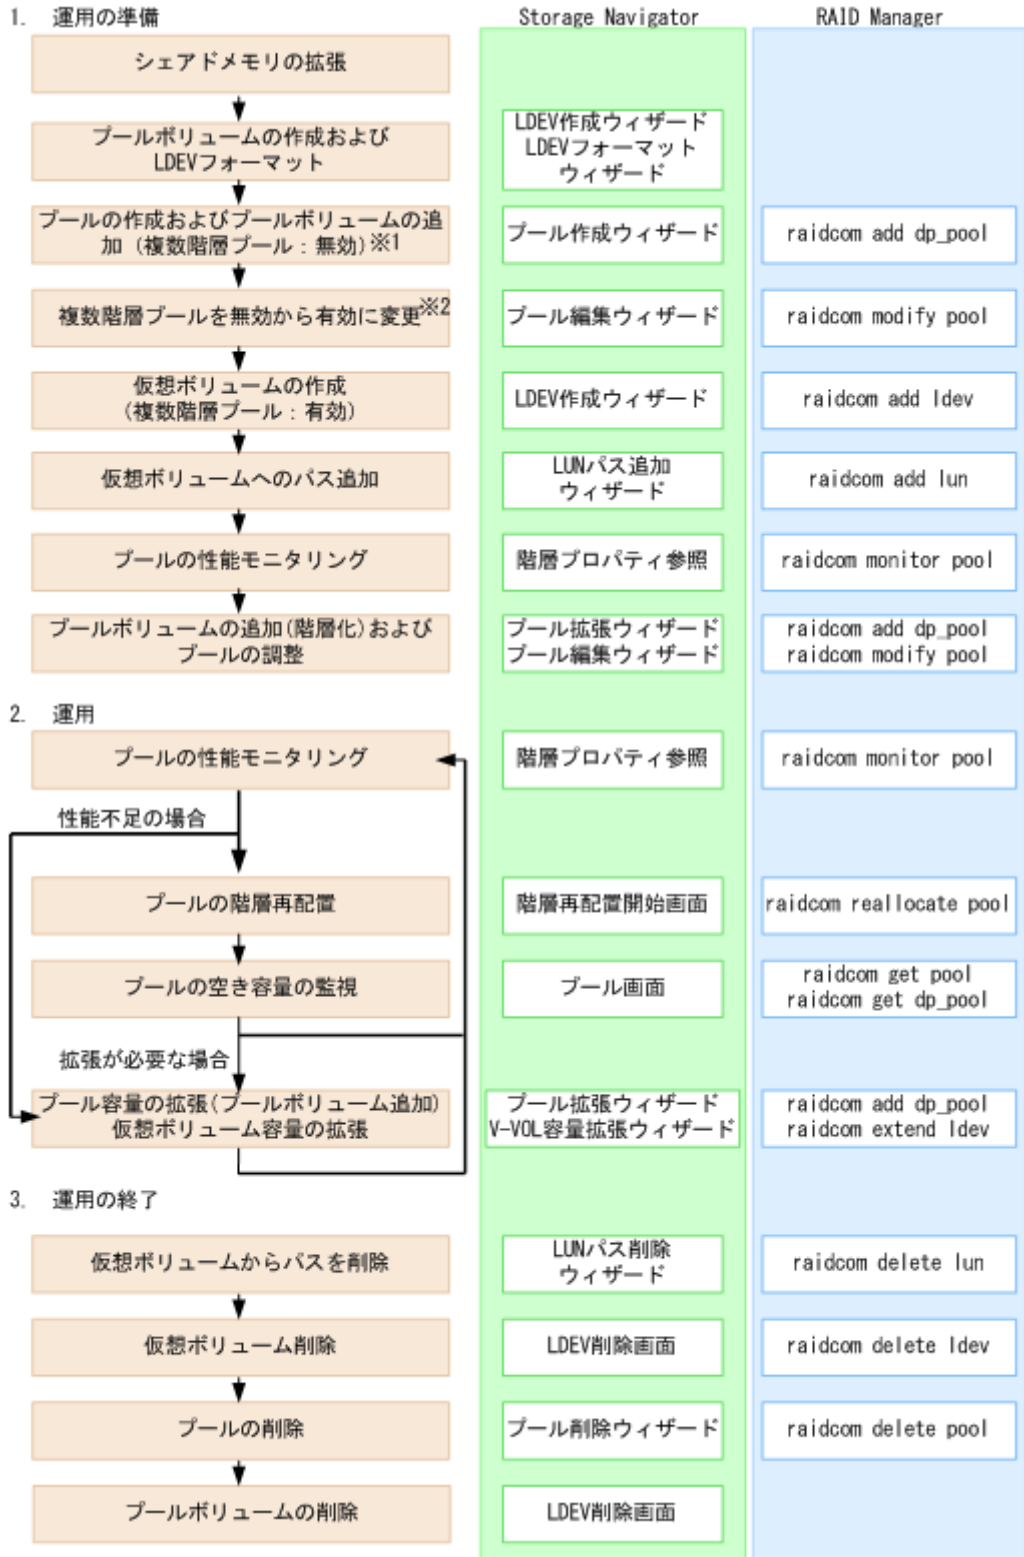 1. 運用の準備
Storage Navigator
RAID Manager
シェアドメモリの拡張
プールボリュームの作成および
LDEVフォーマット
LDEV作成ウィザード
LDEVフォーマット
ウィザード
プールの作成およびプールボリュームの追
加（複数階層プール：無効）※1
プール作成ウィザード
raidcom add dp_pool
複数階層プールを無効から有効に変更※2
プール編集ウィザード
raidcom modify pool
仮想ボリュームの作成
（複数階層プール：有効）
LDEV作成ウィザード
raidcom add ldev
仮想ボリュームへのパス追加
LUNパス追加
ウィザード
raidcom add lun
プールの性能モニタリング
階層プロパティ参照
raidcom monitor pool
プールボリュームの追加(階層化)および
プールの調整
プール拡張ウィザード
プール編集ウィザード
raidcom add dp_pool
raidcom modify pool
2. 運用
プールの性能モニタリング
階層プロパティ参照
raidcom monitor pool
性能不足の場合
プールの階層再配置
階層再配置開始画面
raidcom reallocate pool
プールの空き容量の監視
プール画面
raidcom get pool
raidcom get dp_pool
拡張が必要な場合
プール容量の拡張(プールボリューム追加)
仮想ボリューム容量の拡張
プール拡張ウィザード
V-VOL容量拡張ウィザード
raidcom add dp_pool
raidcom extend ldev
3. 運用の終了
仮想ボリュームからパスを削除
LUNパス削除
ウィザード
raidcom delete lun
仮想ボリューム削除
LDEV削除画面
raidcom delete ldev
プールの削除
プール削除ウィザード
raidcom delete pool
プールボリュームの削除
LDEV削除画面